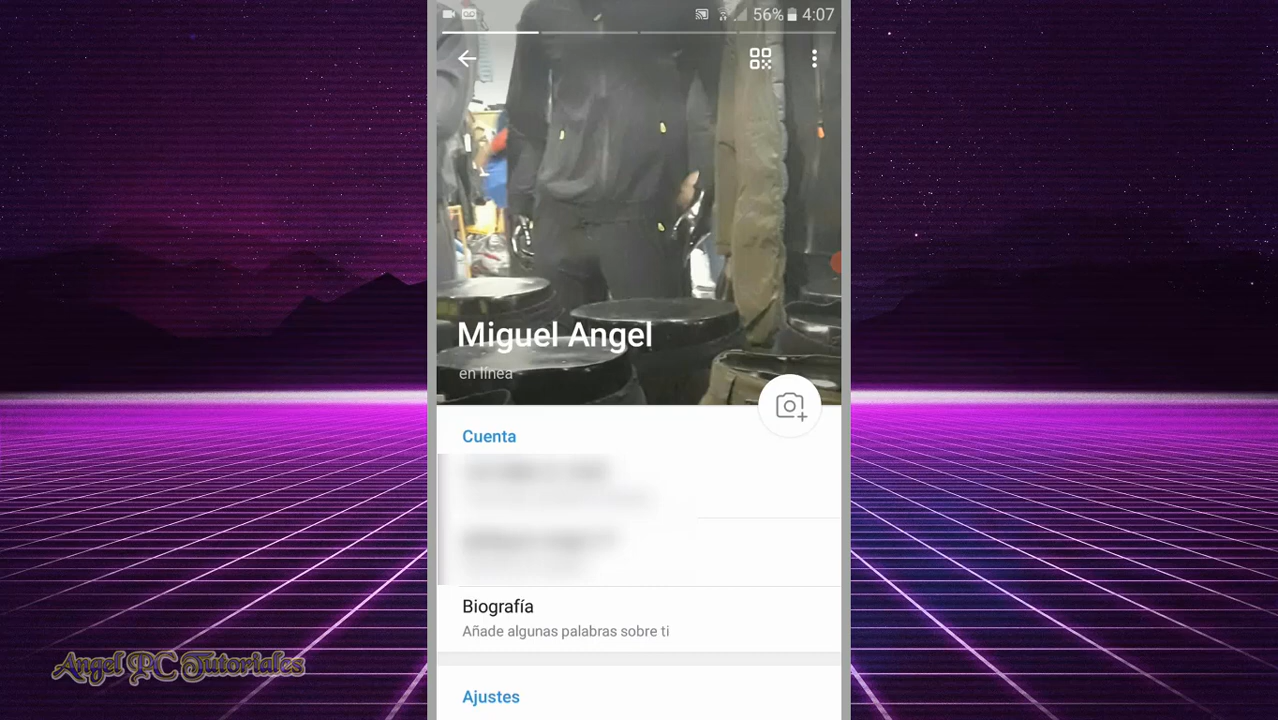 56% 4:07
Miguel Angel
en línea
Cuenta
Biografía
Añade algunas palabras sobre ti
Ajustes
Angel PC Tutoriales